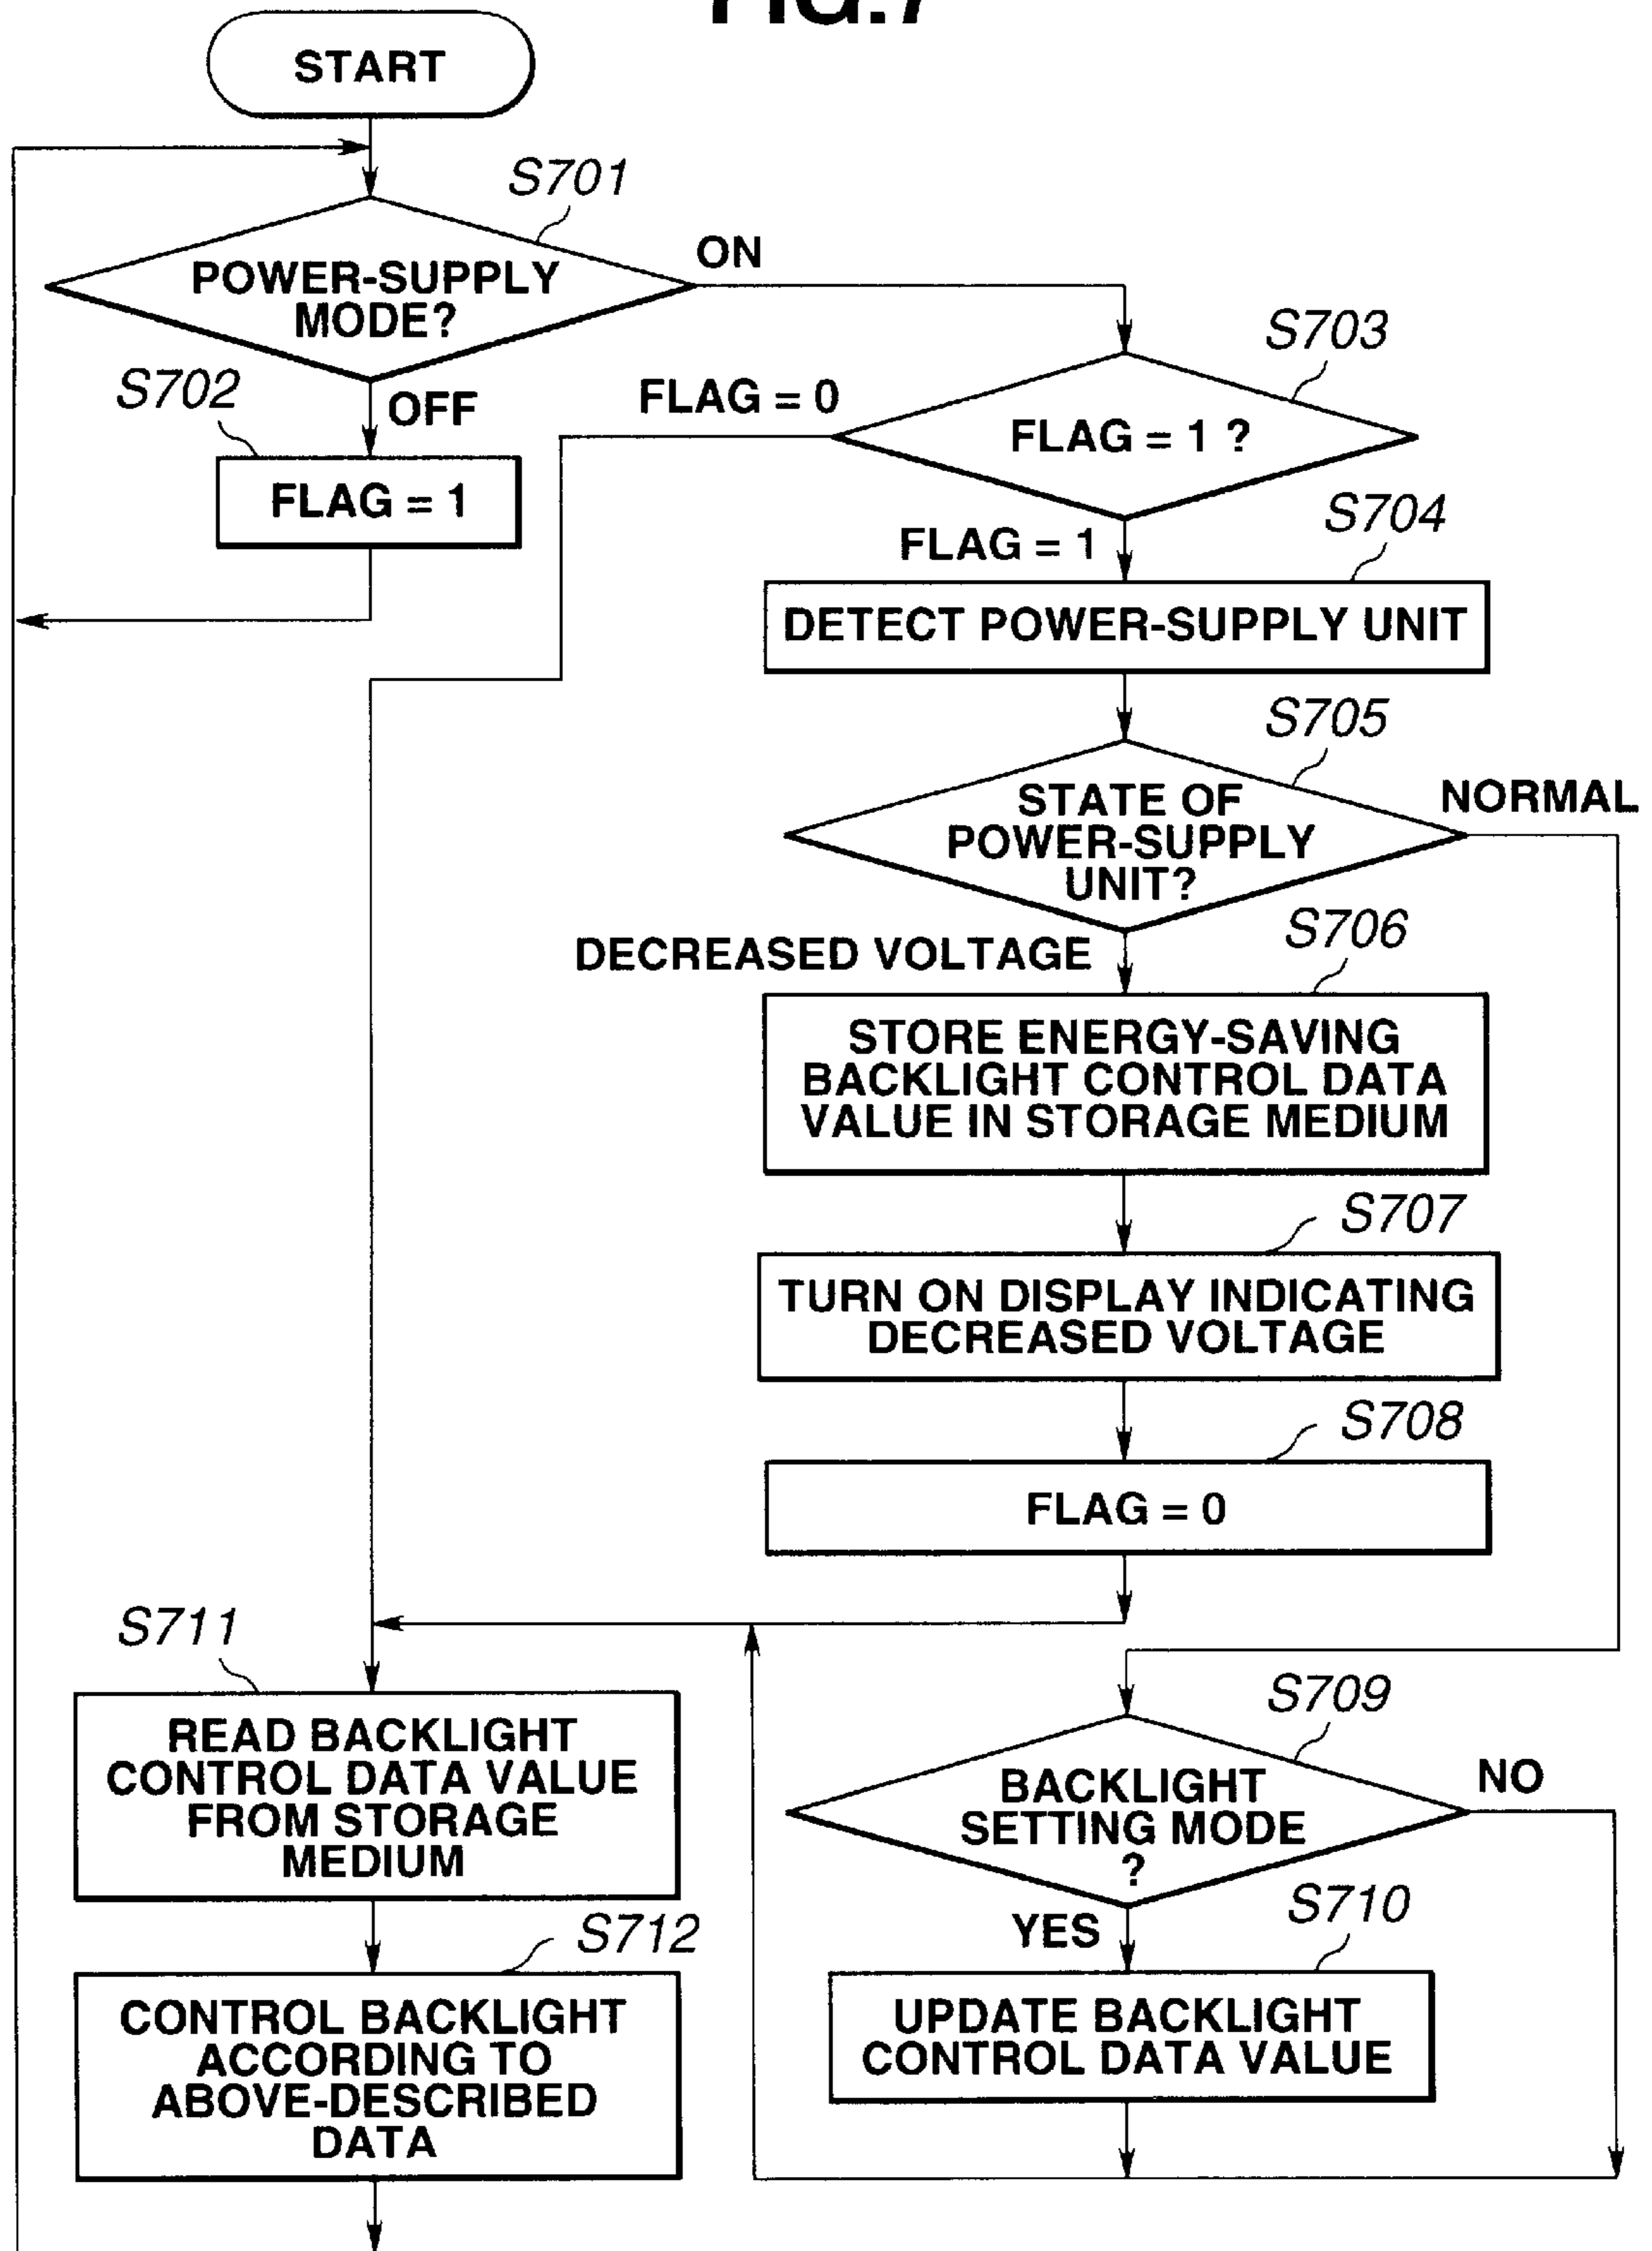 FIG.7
START
S701
POWER-SUPPLY
MODE?
ON
S702
OFF
FLAG = 1
S703
FLAG = 0
FLAG = 1 ?
S704
FLAG = 1
DETECT POWER-SUPPLY UNIT
S705
STATE OF
POWER-SUPPLY
UNIT?
NORMAL
S706
DECREASED VOLTAGE
STORE ENERGY-SAVING
BACKLIGHT CONTROL DATA
VALUE IN STORAGE MEDIUM
S707
TURN ON DISPLAY INDICATING
DECREASED VOLTAGE
S708
FLAG = 0
S711
READ BACKLIGHT
CONTROL DATA VALUE
FROM STORAGE
MEDIUM
S709
BACKLIGHT
SETTING MODE
?
NO
S712
CONTROL BACKLIGHT
ACCORDING TO
ABOVE-DESCRIBED
DATA
YES
S710
UPDATE BACKLIGHT
CONTROL DATA VALUE